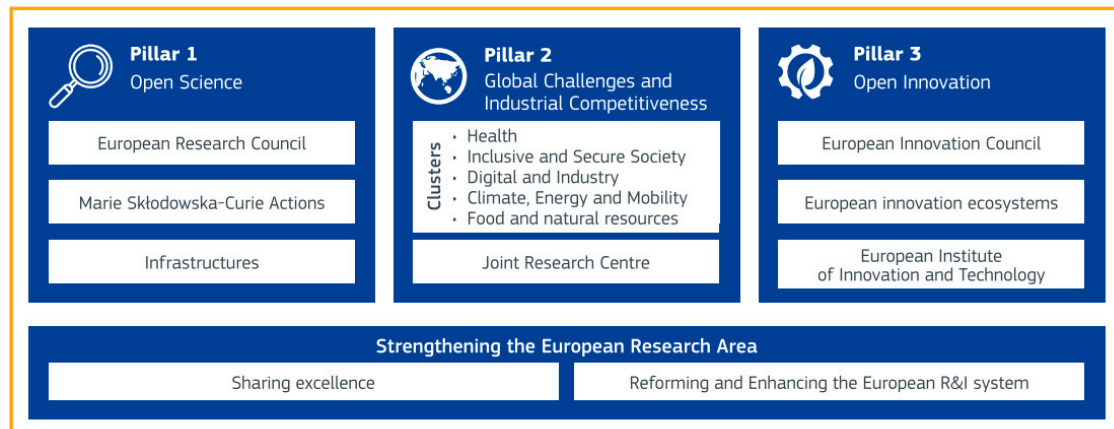 Pillar 1
Open Science
European Research Council
Marie Skłodowska-Curie Actions
Infrastructures
Pillar 2
Global Challenges and
Industrial Competitiveness
Clusters
· Health
· Inclusive and Secure Society
· Digital and Industry
· Climate, Energy and Mobility
· Food and natural resources
Joint Research Centre
Pillar 3
Open Innovation
European Innovation Council
European innovation ecosystems
European Institute
of Innovation and Technology
Strengthening the European Research Area
Sharing excellence
Reforming and Enhancing the European R&I system